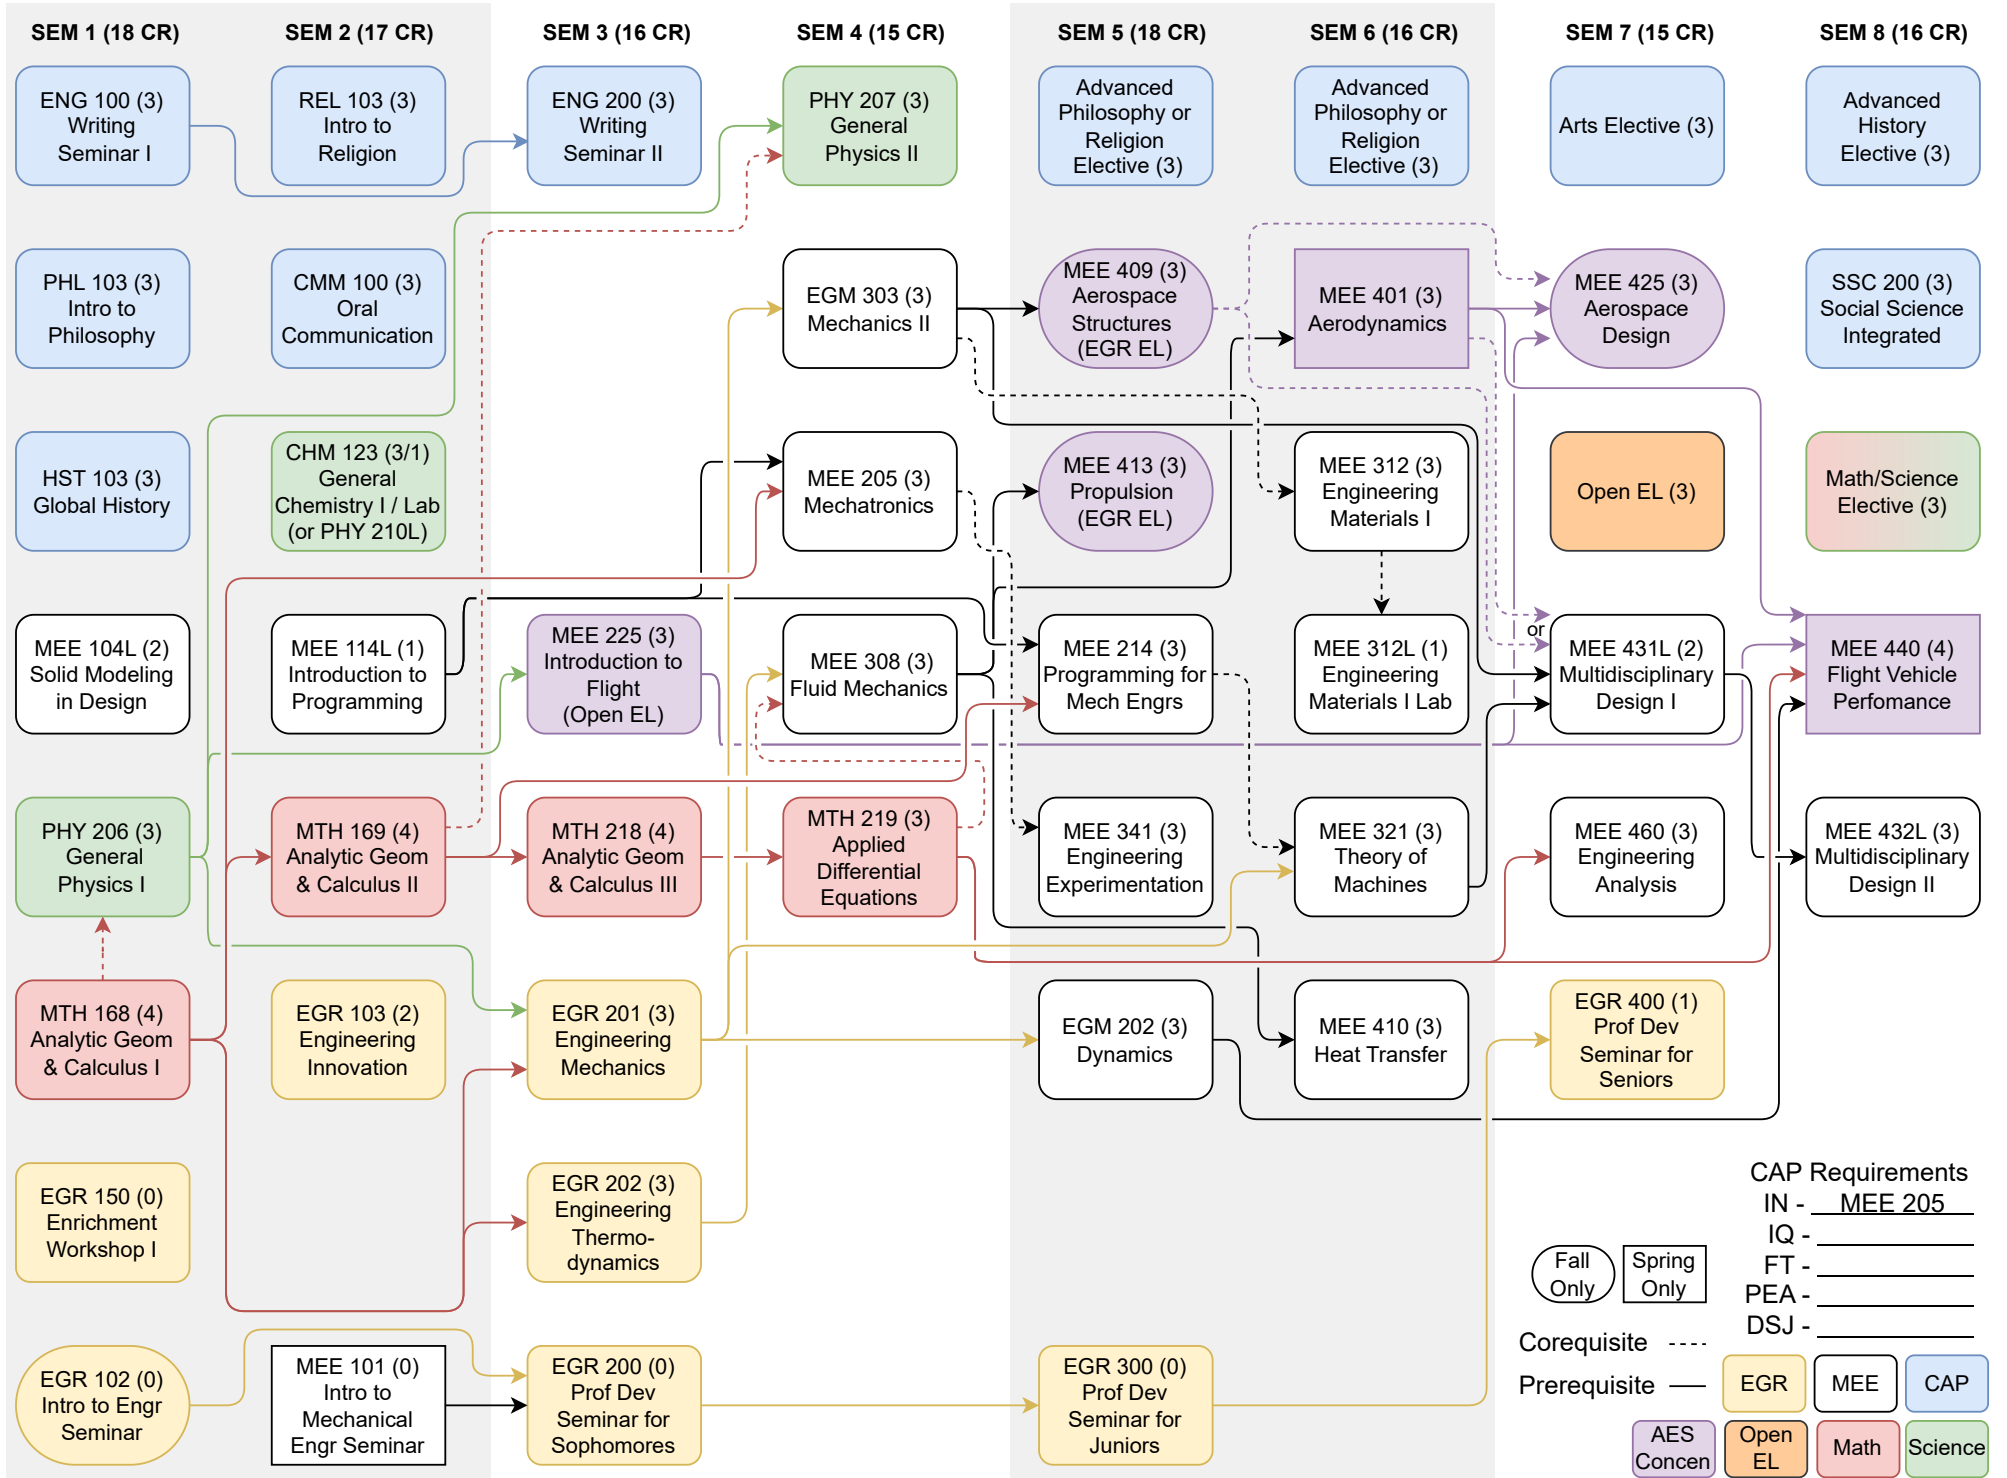 SEM 1 (18 CR)
SEM 2 (17 CR)
SEM 3 (16 CR)
SEM 4 (15 CR)
SEM 5 (18 CR)
SEM 6 (16 CR)
SEM 7 (15 CR)
SEM 8 (16 CR)
ENG 100 (3)
Writing
Seminar I
REL 103 (3)
Intro to
Religion
ENG 200 (3)
Writing
Seminar II
PHY 207 (3)
General
Physics II
Advanced
Philosophy or
Religion
Elective (3)
Advanced
Philosophy or
Religion
Elective (3)
Arts Elective (3)
Advanced
History
Elective (3)
PHL 103 (3)
Intro to
Philosophy
CMM 100 (3)
Oral
Communication
EGM 303 (3)
Mechanics II
MEE 409 (3)
Aerospace
Structures
(EGR EL)
MEE 401 (3)
Aerodynamics
MEE 425 (3)
Aerospace
Design
SSC 200 (3)
Social Science
Integrated
HST 103 (3)
Global History
CHM 123 (3/1)
General
Chemistry I / Lab
(or PHY 210L)
MEE 205 (3)
Mechatronics
MEE 413 (3)
Propulsion
(EGR EL)
MEE 312 (3)
Engineering
Materials I
Open EL (3)
Math/Science
Elective (3)
MEE 104L (2)
Solid Modeling
in Design
MEE 114L (1)
Introduction to
Programming
MEE 225 (3)
Introduction to
Flight
(Open EL)
MEE 308 (3)
Fluid Mechanics
MEE 214 (3)
Programming for
Mech Engrs
MEE 312L (1)
Engineering
Materials I Lab
or
MEE 431L (2)
Multidisciplinary
Design I
MEE 440 (4)
Flight Vehicle
Perfomance
PHY 206 (3)
General
Physics I
MTH 169 (4)
Analytic Geom
& Calculus II
MTH 218 (4)
Analytic Geom
& Calculus III
MTH 219 (3)
Applied
Differential
Equations
MEE 341 (3)
Engineering
Experimentation
MEE 321 (3)
Theory of
Machines
MEE 460 (3)
Engineering
Analysis
MEE 432L (3)
Multidisciplinary
Design II
MTH 168 (4)
Analytic Geom
& Calculus I
EGR 103 (2)
Engineering
Innovation
EGR 201 (3)
Engineering
Mechanics
EGM 202 (3)
Dynamics
MEE 410 (3)
Heat Transfer
EGR 400 (1)
Prof Dev
Seminar for
Seniors
EGR 150 (0)
Enrichment
Workshop I
EGR 202 (3)
Engineering
Thermo-
dynamics
EGR 102 (0)
Intro to Engr
Seminar
MEE 101 (0)
Intro to
Mechanical
Engr Seminar
EGR 200 (0)
Prof Dev
Seminar for
Sophomores
EGR 300 (0)
Prof Dev
Seminar for
Juniors
CAP Requirements
IN - MEE 205
IQ -
FT -
PEA -
DSJ -
Fall
Only
Spring
Only
Corequisite
Prerequisite
EGR
MEE
CAP
AES
Concen
Open
EL
Math
Science